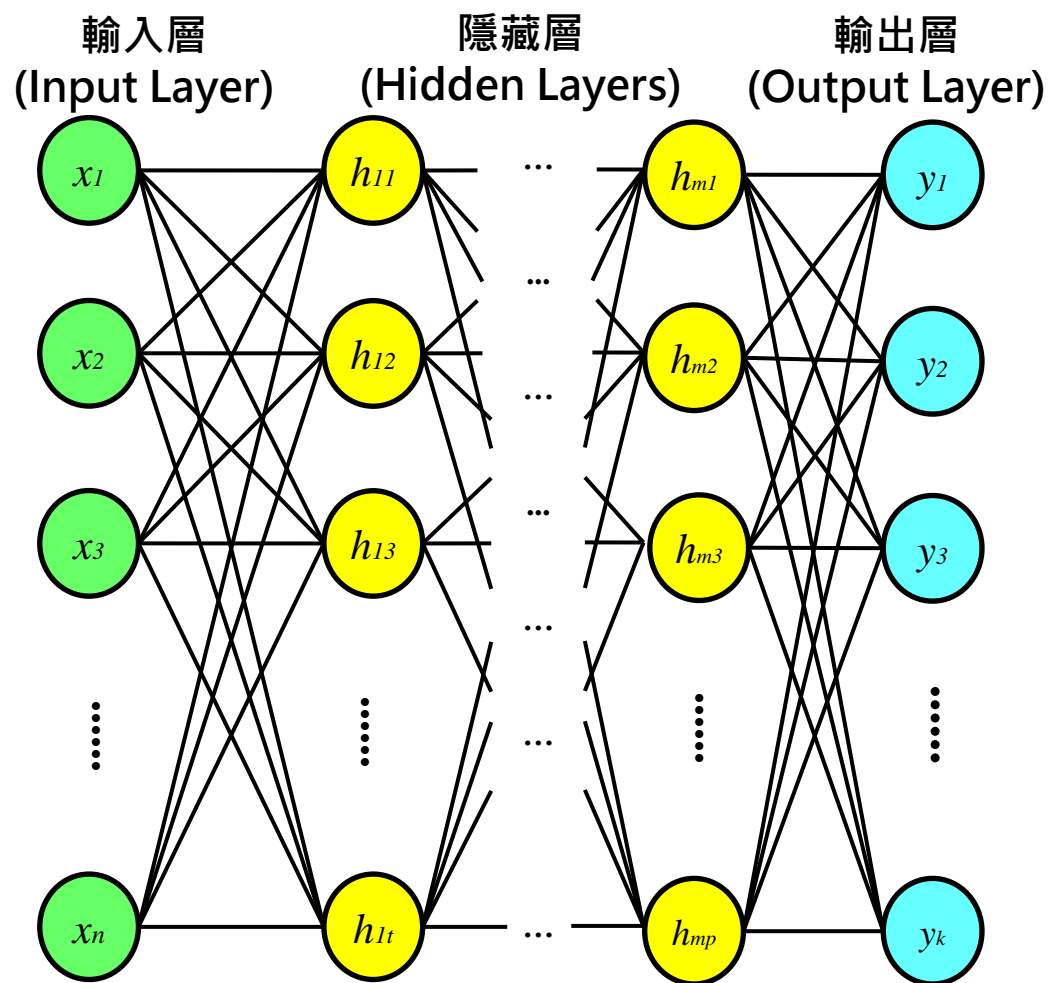 輸入層
(Input Layer)
隱藏層
(Hidden Layers)
輸出層
(Output Layer)
x1 h11 ... hm1 y1
...
x2 h12 hm2 y2
...
...
x3 h13 hm3 y3
...
...... ...... ...... ......
...
xn h1t ... hmp yk